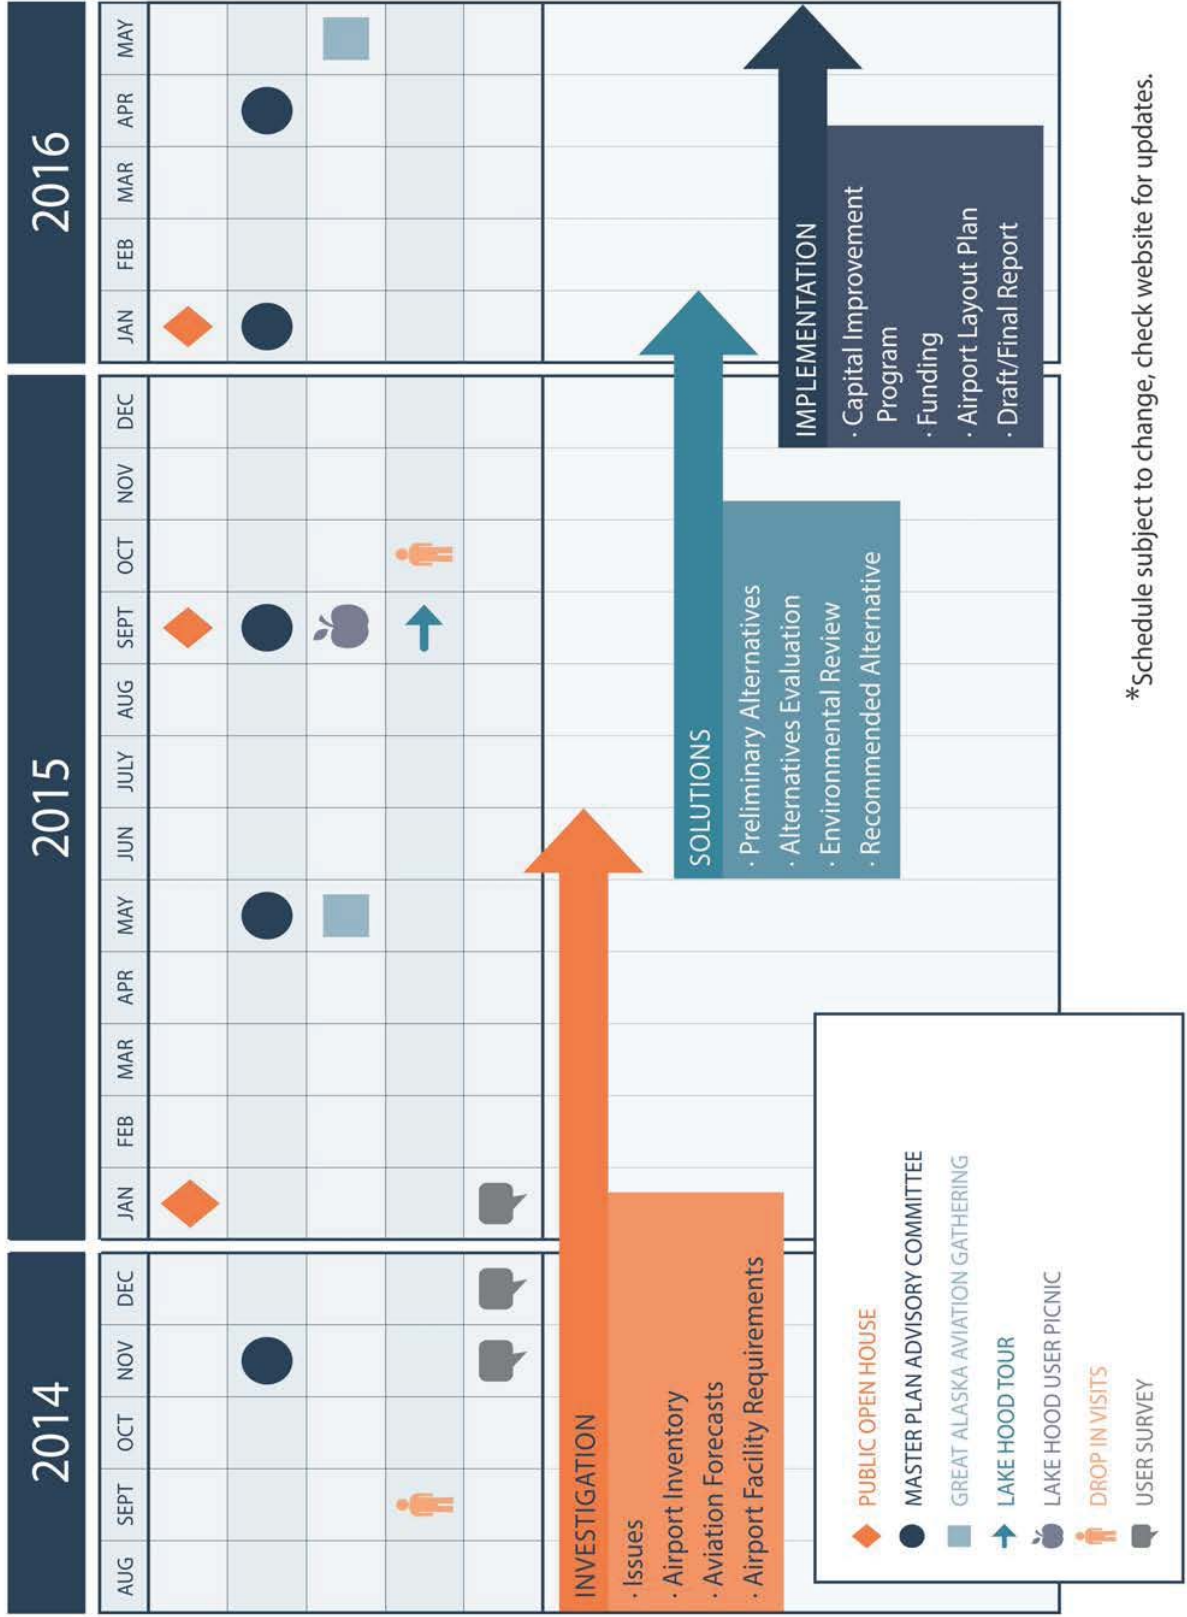 2014
2015
2016
AUG
SEPT
OCT
NOV
DEC
JAN
FEB
MAR
APR
MAY
JUN
JULY
AUG
SEPT
OCT
NOV
DEC
JAN
FEB
MAR
APR
MAY
INVESTIGATION
· Issues
· Airport Inventory
· Aviation Forecasts
· Airport Facility Requirements
SOLUTIONS
· Preliminary Alternatives
· Alternatives Evaluation
· Environmental Review
· Recommended Alternative
IMPLEMENTATION
· Capital Improvement
Program
· Funding
· Airport Layout Plan
· Draft/Final Report
PUBLIC OPEN HOUSE
MASTER PLAN ADVISORY COMMITTEE
GREAT ALASKA AVIATION GATHERING
LAKE HOOD TOUR
LAKE HOOD USER PICNIC
DROP IN VISITS
USER SURVEY
*Schedule subject to change, check website for updates.